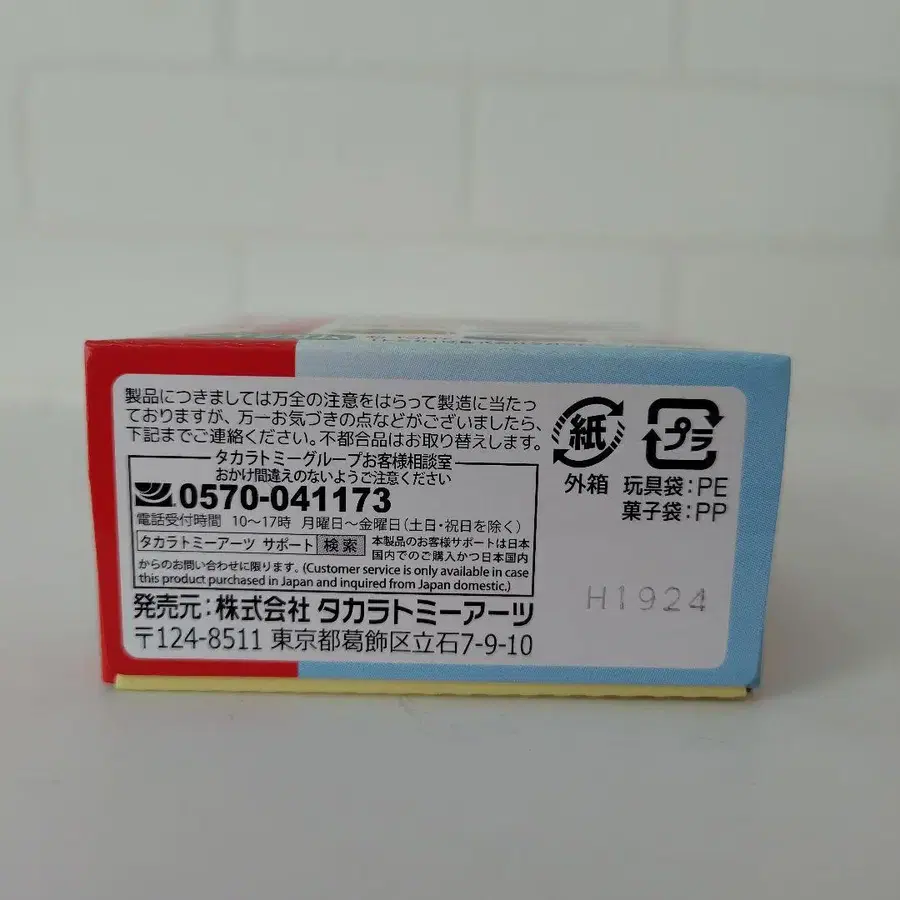 製品につきましては万全の注意をはらって製造に当たっ
ておりますが、万一お気づきの点などがございましたら、
下記までご連絡ください。不都合品はお取り替えします。
タカラトミーグループお客様相談室
おかけ間違えのないようご注意ください
0570-041173
電話受付時間 10〜17時 月曜日〜金曜日(土日・祝日を除く)
タカラトミーアーツ サポート 検索
本製品のお客様サポートは日本
国内でのご購入かつ日本国内
からのお問い合わせに限ります。(Customer service is only available in case
this product purchased in Japan and inquired from Japan domestic.)
発売元:株式会社 タカラトミーアーツ
〒124-8511 東京都葛飾区立石7-9-10
紙
プラ
外箱 玩具袋:PE
菓子袋:PP
H1924